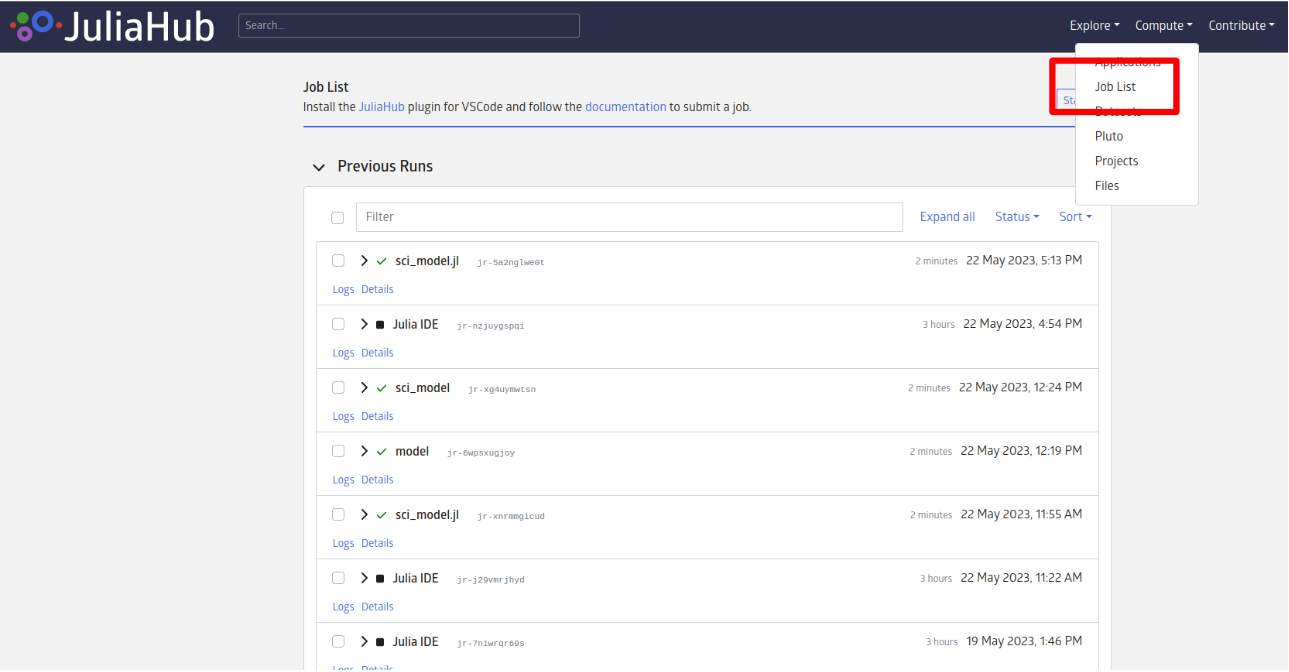 JuliaHub Search... Explore Compute Contribute
Applications
Job List
Datasets
Pluto
Projects
Files
Job List
Install the JuliaHub plugin for VSCode and follow the documentation to submit a job.
Previous Runs
Filter Expand all Status Sort
sci_model.jl jr-5a2nglwe0t 2 minutes 22 May 2023, 5:13 PM
Logs Details
Julia IDE jr-nzjuygspqi 3 hours 22 May 2023, 4:54 PM
Logs Details
sci_model jr-xg4uymwtsn 2 minutes 22 May 2023, 12:24 PM
Logs Details
model jr-6wpsxugjoy 2 minutes 22 May 2023, 12:19 PM
Logs Details
sci_model.jl jr-xnrmmgicud 2 minutes 22 May 2023, 11:55 AM
Logs Details
Julia IDE jr-j29vmrjhyd 3 hours 22 May 2023, 11:22 AM
Logs Details
Julia IDE jr-7niwrqr69s 3 hours 19 May 2023, 1:46 PM
Logs Details